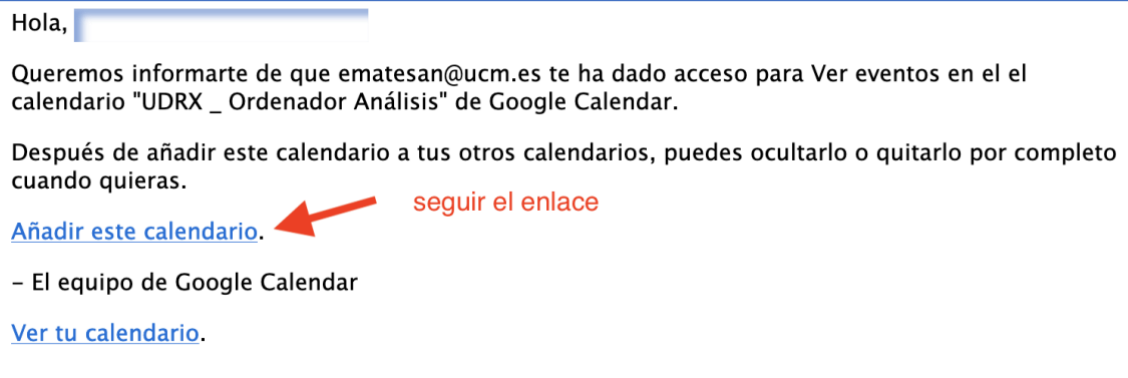 Hola,
Queremos informarte de que ematesan@ucm.es te ha dado acceso para Ver eventos en el el
calendario "UDRX _ Ordenador Análisis" de Google Calendar.
Después de añadir este calendario a tus otros calendarios, puedes ocultarlo o quitarlo por completo
cuando quieras.
seguir el enlace
Añadir este calendario.
– El equipo de Google Calendar
Ver tu calendario.